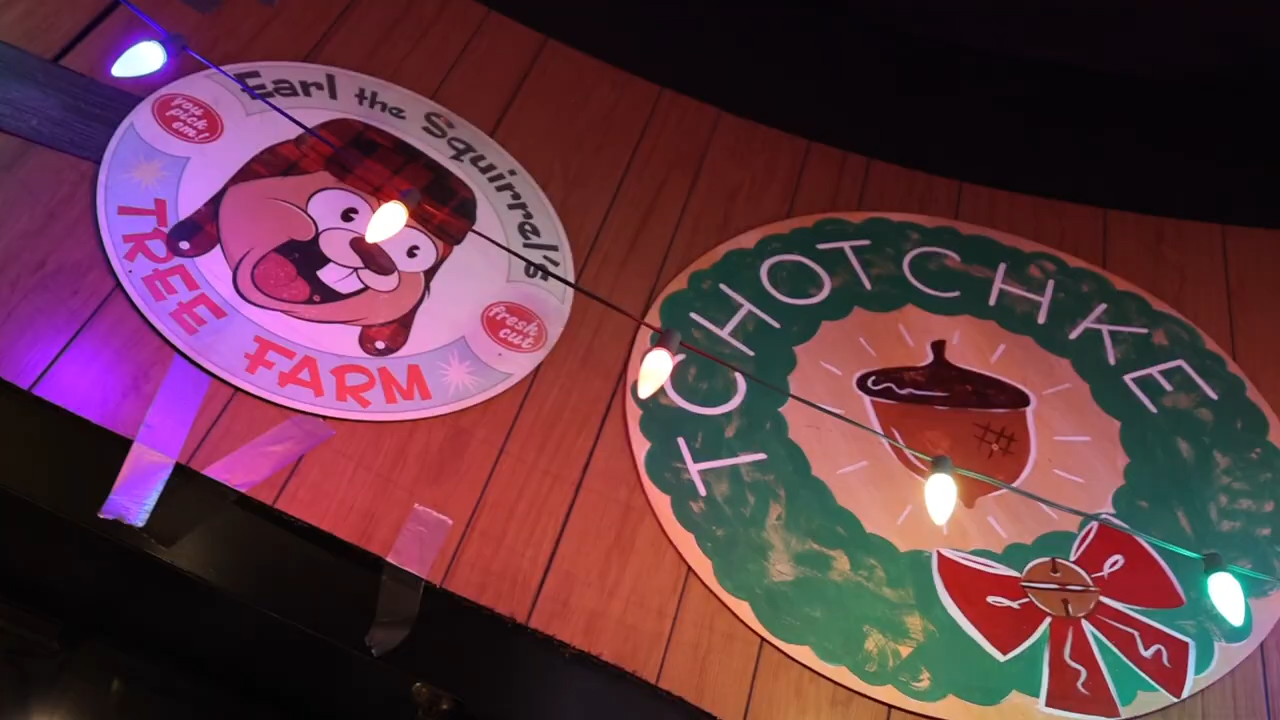 Earl the Squirrel's
you
pick
em!
TREE FARM
fresh
cut
TCHOTCHKE